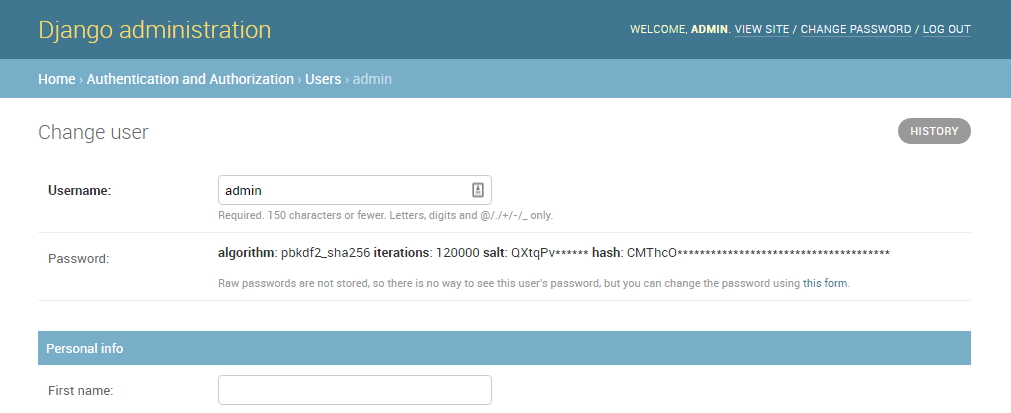 Django administration
WELCOME, ADMIN. VIEW SITE / CHANGE PASSWORD / LOG OUT
Home › Authentication and Authorization › Users › admin
Change user
HISTORY
Username:
admin
Required. 150 characters or fewer. Letters, digits and @/./+/-/_ only.
Password:
algorithm: pbkdf2_sha256 iterations: 120000 salt: QXtqPv****** hash: CMThcO**************************************
Raw passwords are not stored, so there is no way to see this user's password, but you can change the password using this form.
Personal info
First name: